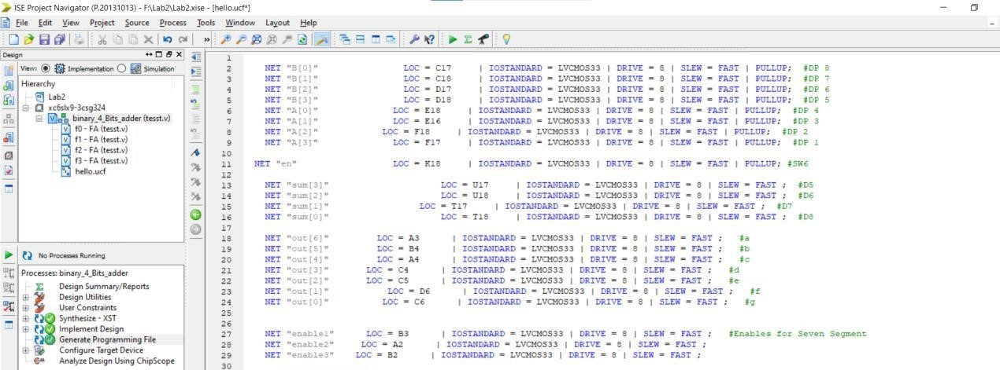 ISE Project Navigator (P.20131013) - F:\Lab2\Lab2.xise - [hello.ucf*]
File Edit View Project Source Process Tools Window Layout Help
Design
View: Implementation Simulation
Hierarchy
Lab2
xc6slx9-3csg324
binary_4_Bits_adder (tesst.v)
f0 - FA (tesst.v)
f1 - FA (tesst.v)
f2 - FA (tesst.v)
f3 - FA (tesst.v)
hello.ucf
No Processes Running
Processes: binary_4_Bits_adder
Design Summary/Reports
Design Utilities
User Constraints
Synthesize - XST
Implement Design
Generate Programming File
Configure Target Device
Analyze Design Using ChipScope
1
2 NET "B[0]" LOC = C17 | IOSTANDARD = LVCMOS33 | DRIVE = 8 | SLEW = FAST | PULLUP; #DP 8
3 NET "B[1]" LOC = C18 | IOSTANDARD = LVCMOS33 | DRIVE = 8 | SLEW = FAST | PULLUP; #DP 7
4 NET "B[2]" LOC = D17 | IOSTANDARD = LVCMOS33 | DRIVE = 8 | SLEW = FAST | PULLUP; #DP 6
5 NET "B[3]" LOC = D18 | IOSTANDARD = LVCMOS33 | DRIVE = 8 | SLEW = FAST | PULLUP; #DP 5
6 NET "A[0]" LOC = E18 | IOSTANDARD = LVCMOS33 | DRIVE = 8 | SLEW = FAST | PULLUP; #DP 4
7 NET "A[1]" LOC = E16 | IOSTANDARD = LVCMOS33 | DRIVE = 8 | SLEW = FAST | PULLUP; #DP 3
8 NET "A[2]" LOC = F18 | IOSTANDARD = LVCMOS33 | DRIVE = 8 | SLEW = FAST | PULLUP; #DP 2
9 NET "A[3]" LOC = F17 | IOSTANDARD = LVCMOS33 | DRIVE = 8 | SLEW = FAST | PULLUP; #DP 1
10
11 NET "en" LOC = K18 | IOSTANDARD = LVCMOS33 | DRIVE = 8 | SLEW = FAST | PULLUP; #SW6
12
13 NET "sum[3]" LOC = U17 | IOSTANDARD = LVCMOS33 | DRIVE = 8 | SLEW = FAST ; #D5
14 NET "sum[2]" LOC = U18 | IOSTANDARD = LVCMOS33 | DRIVE = 8 | SLEW = FAST ; #D6
15 NET "sum[1]" LOC = T17 | IOSTANDARD = LVCMOS33 | DRIVE = 8 | SLEW = FAST ; #D7
16 NET "sum[0]" LOC = T18 | IOSTANDARD = LVCMOS33 | DRIVE = 8 | SLEW = FAST ; #D8
17
18 NET "out[6]" LOC = A3 | IOSTANDARD = LVCMOS33 | DRIVE = 8 | SLEW = FAST ; #a
19 NET "out[5]" LOC = B4 | IOSTANDARD = LVCMOS33 | DRIVE = 8 | SLEW = FAST ; #b
20 NET "out[4]" LOC = A4 | IOSTANDARD = LVCMOS33 | DRIVE = 8 | SLEW = FAST ; #c
21 NET "out[3]" LOC = C4 | IOSTANDARD = LVCMOS33 | DRIVE = 8 | SLEW = FAST ; #d
22 NET "out[2]" LOC = C5 | IOSTANDARD = LVCMOS33 | DRIVE = 8 | SLEW = FAST ; #e
23 NET "out[1]" LOC = D6 | IOSTANDARD = LVCMOS33 | DRIVE = 8 | SLEW = FAST ; #f
24 NET "out[0]" LOC = C6 | IOSTANDARD = LVCMOS33 | DRIVE = 8 | SLEW = FAST ; #g
25
26
27 NET "enable1" LOC = B3 | IOSTANDARD = LVCMOS33 | DRIVE = 8 | SLEW = FAST ; #Enables for Seven Segment
28 NET "enable2" LOC = A2 | IOSTANDARD = LVCMOS33 | DRIVE = 8 | SLEW = FAST ;
29 NET "enable3" LOC = B2 | IOSTANDARD = LVCMOS33 | DRIVE = 8 | SLEW = FAST ;
30